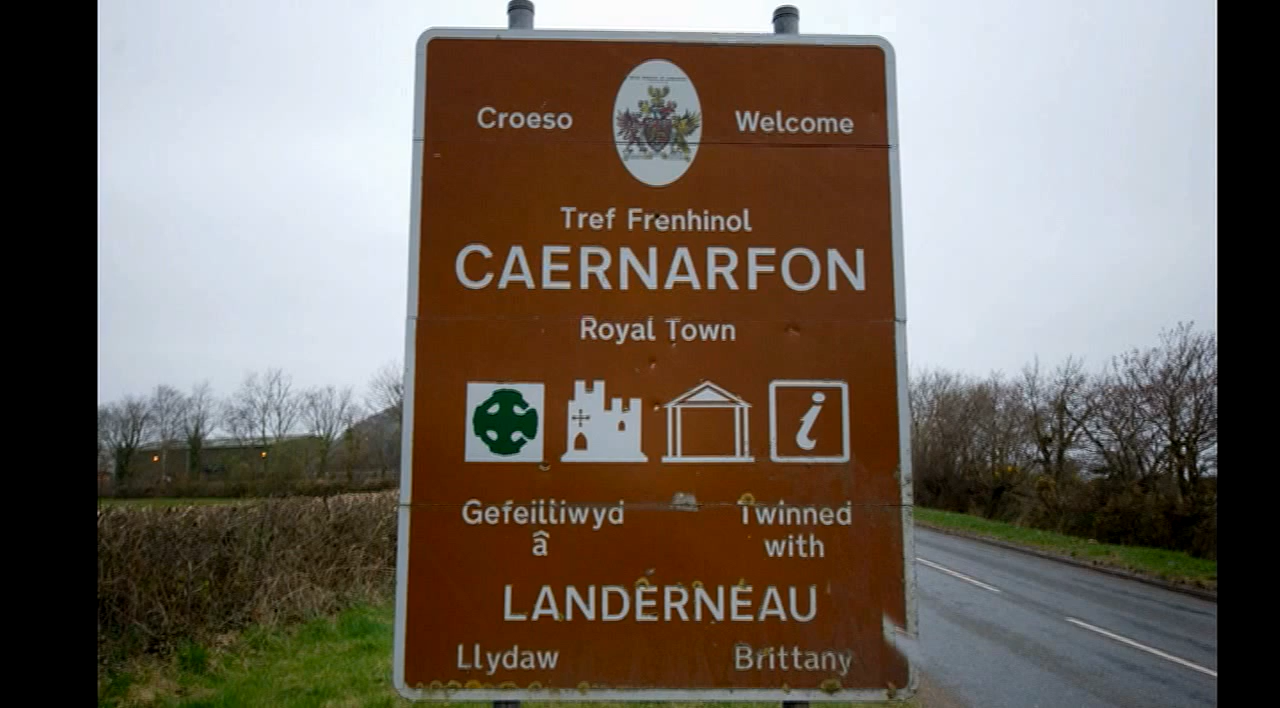 Croeso Welcome
Tref Frenhinol
CAERNARFON
Royal Town
i
Gefeilliwyd Twinned
â with
LANDERNEAU
Llydaw Brittany